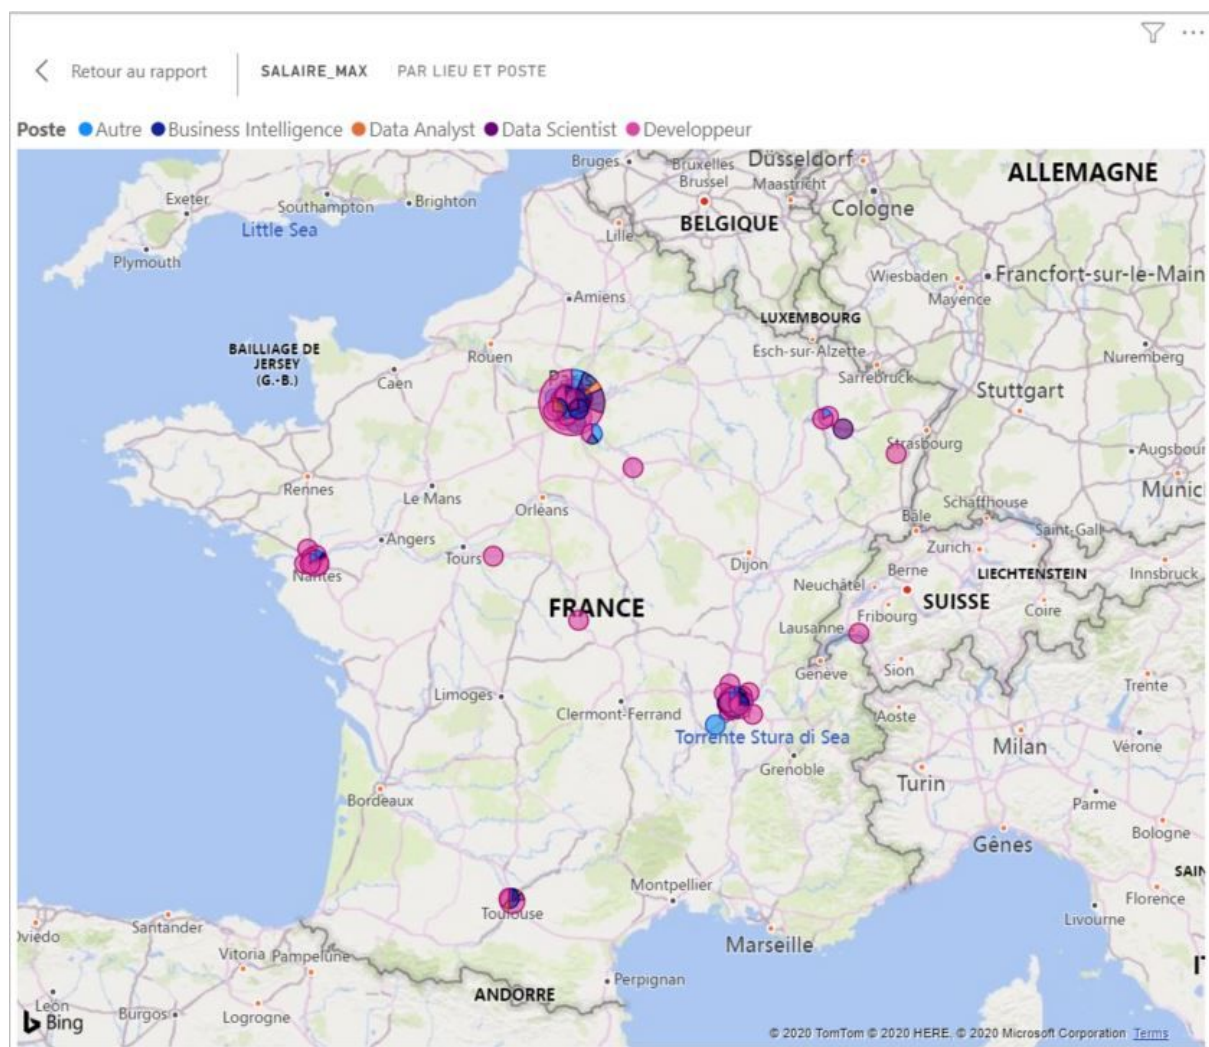 Retour au rapport SALAIRE_MAX PAR LIEU ET POSTE
Poste Autre Business Intelligence Data Analyst Data Scientist Developpeur
Bruges
Bruxelles
Brussel
Düsseldorf
Maastricht
ALLEMAGNE
Exeter
Southampton
Brighton
Cologne
Little Sea
Lille
BELGIQUE
Plymouth
Wiesbaden
Francfort-sur-le-Main
Mayence
Amiens
LUXEMBOURG
BAILLIAGE DE
JERSEY
(G.-B.)
Rouen
Esch-sur-Alzette
Nuremberg
Caen
Sarrebruck
Stuttgart
Strasbourg
Augsbour
Rennes
Le Mans
Orléans
Munic
Schaffhouse
Bâle
Saint-Gall
Angers
Tours
Dijon
Zurich
Nantes
Berne
LIECHTENSTEIN
Innsbruck
Neuchâtel
FRANCE
SUISSE
Fribourg
Coire
Lausanne
Genève
Sion
Trente
Limoges
Clermont-Ferrand
Aoste
Torrente Stura di Sea
Milan
Vérone
Grenoble
Turin
Bordeaux
Parme
Gênes
Bologne
SAIN
Montpellier
Florence
Toulouse
Livourne
Santander
Oviedo
Marseille
Vitoria
Pampelune
Perpignan
León
ANDORRE
Burgos
Logrogne
Bing
© 2020 TomTom © 2020 HERE, © 2020 Microsoft Corporation Terms